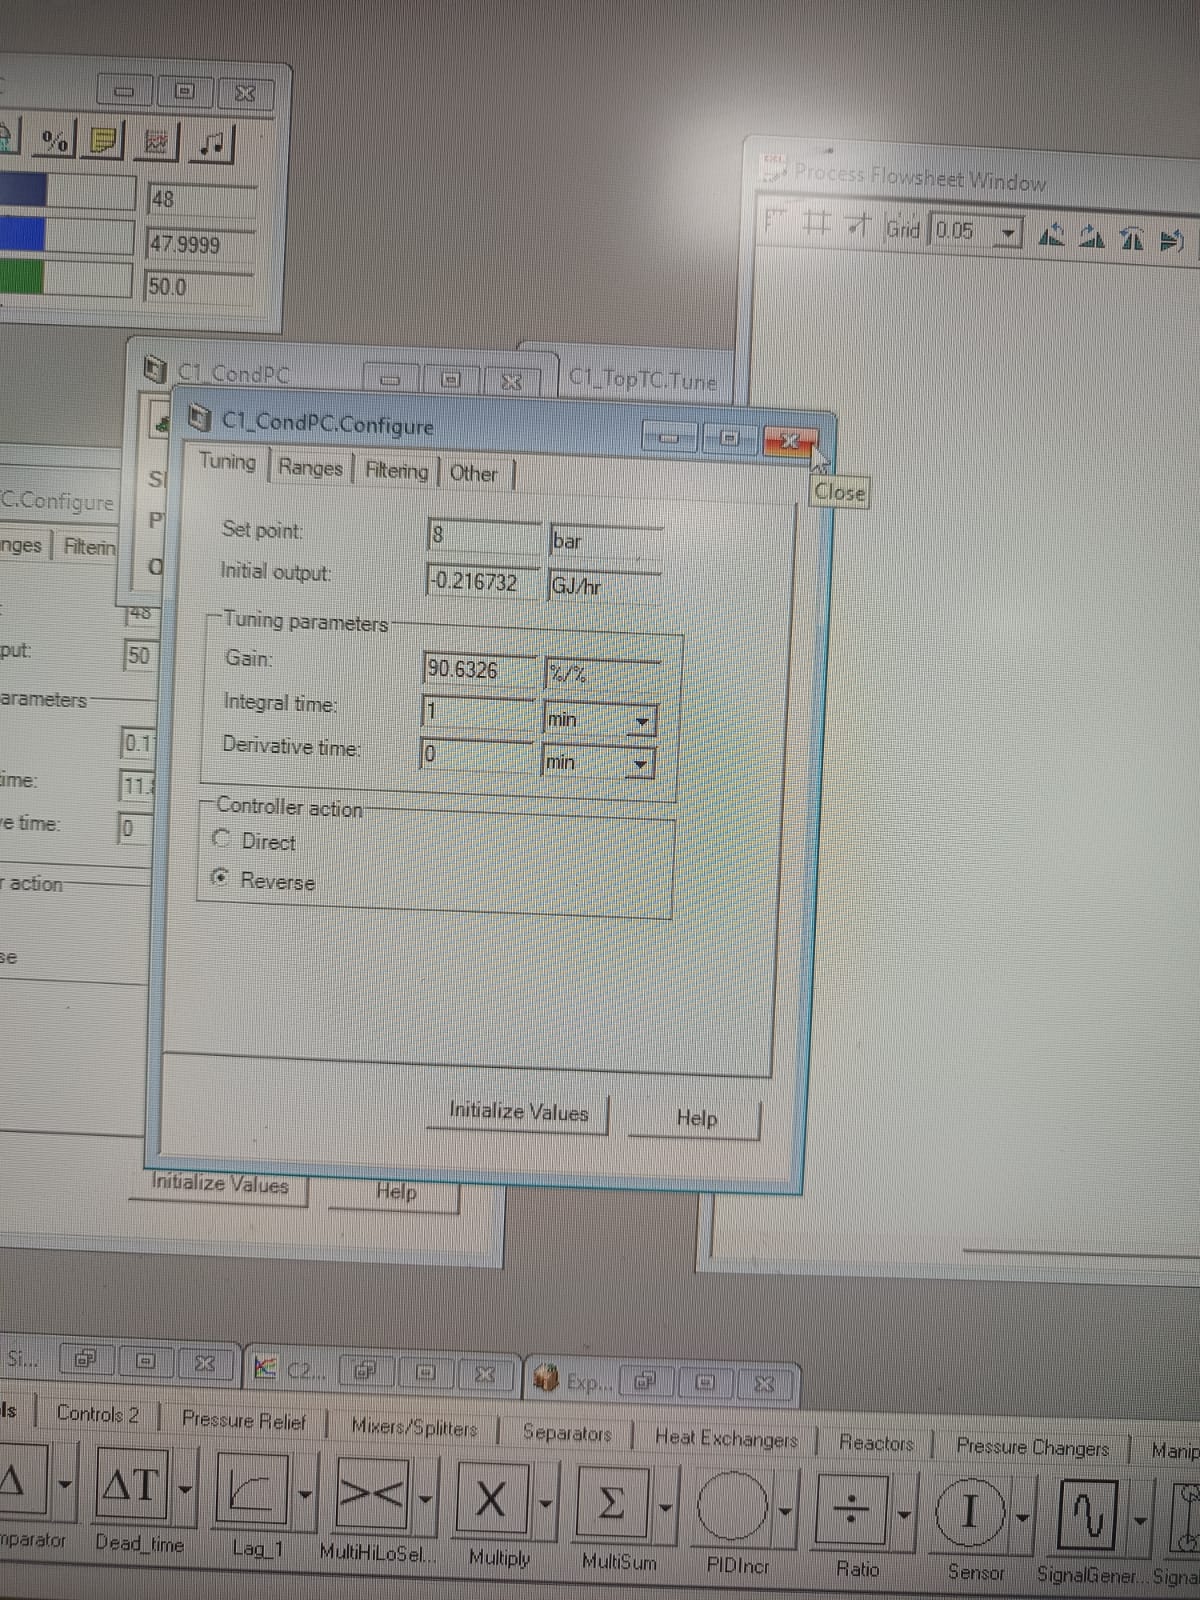 %
48
47.9999
50.0
Process Flowsheet Window
Grid 0.05
C1_CondPC
C1_TopTC.Tune
C1_CondPC.Configure
Close
Tuning Ranges Filtering Other
Set point: 8 bar
Initial output: -0.216732 GJ/hr
Tuning parameters
Gain: 90.6326 %/%
Integral time: 1 min
Derivative time: 0 min
Controller action
Direct
Reverse
Initialize Values Help
C.Configure
nges Filterin
48
put: 50
arameters
0.1
ime: 11.
ve time: 0
r action
se
Initialize Values Help
Si... C2... Exp...
ls Controls 2 Pressure Relief Mixers/Splitters Separators Heat Exchangers Reactors Pressure Changers Manip
Δ ΔT >< X Σ ÷ I
mparator Dead_time Lag_1 MultiHiLoSel... Multiply MultiSum PIDIncr Ratio Sensor SignalGener... Signa